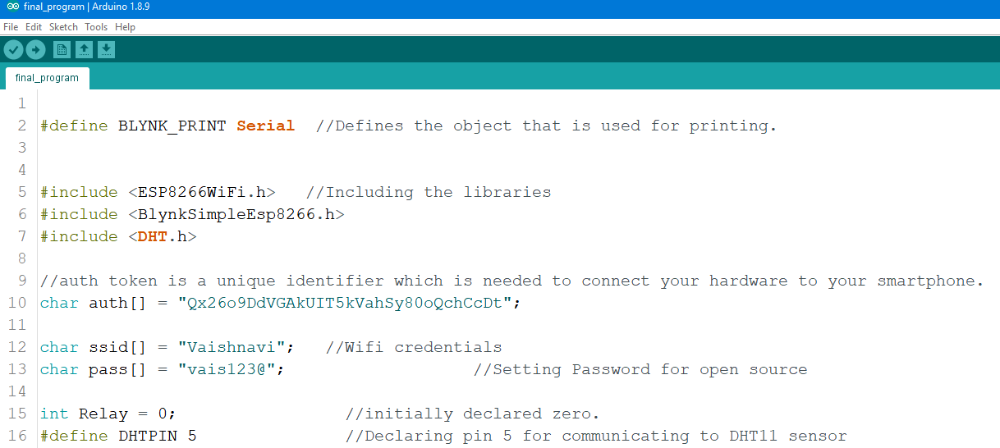 final_program | Arduino 1.8.9
File Edit Sketch Tools Help
final_program
1
2 #define BLYNK_PRINT Serial //Defines the object that is used for printing.
3
4
5 #include <ESP8266WiFi.h> //Including the libraries
6 #include <BlynkSimpleEsp8266.h>
7 #include <DHT.h>
8
9 //auth token is a unique identifier which is needed to connect your hardware to your smartphone.
10 char auth[] = "Qx26o9DdVGAkUIT5kVahSy80oQchCcDt";
11
12 char ssid[] = "Vaishnavi"; //Wifi credentials
13 char pass[] = "vais123@"; //Setting Password for open source
14
15 int Relay = 0; //initially declared zero.
16 #define DHTPIN 5 //Declaring pin 5 for communicating to DHT11 sensor